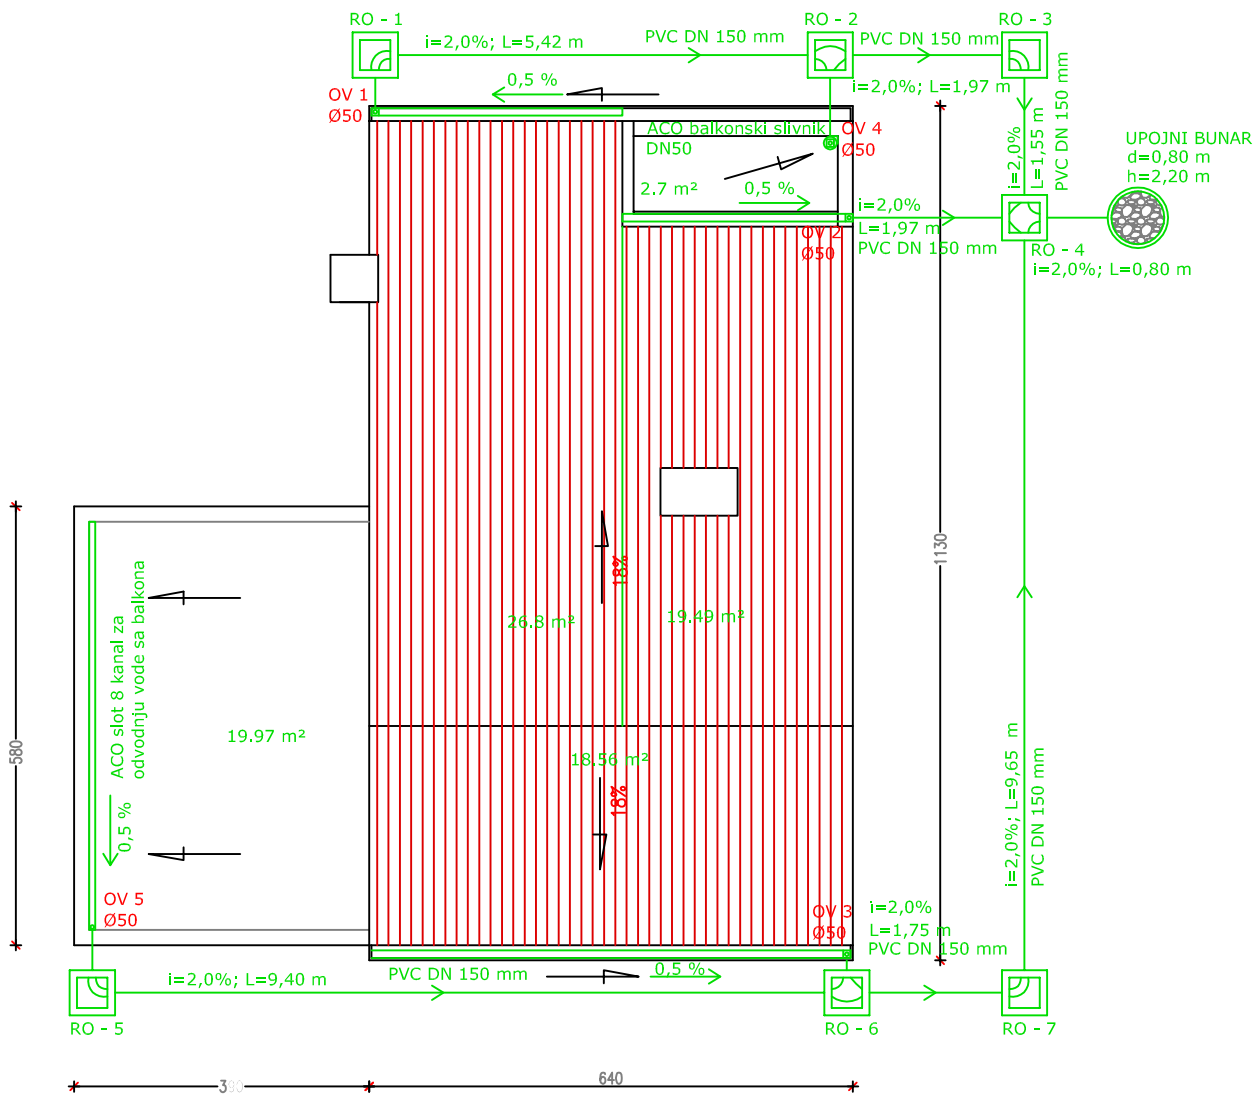 RO - 1
RO - 2
RO - 3
i=2,0%; L=5,42 m
PVC DN 150 mm
PVC DN 150 mm
0,5 %
i=2,0%; L=1,97 m
OV 1
Ø50
ACO balkonski slivnik
DN50
OV 4
Ø50
i=2,0%
L=1,55 m
PVC DN 150 mm
UPOJNI BUNAR
d=0,80 m
h=2,20 m
2.7 m²
0,5 %
i=2,0%
L=1,97 m
PVC DN 150 mm
OV 2
Ø50
RO - 4
i=2,0%; L=0,80 m
1130
18%
26.8 m²
19.49 m²
ACO slot 8 kanal za
odvodnju vode sa balkona
580
19.97 m²
18.56 m²
18%
0,5 %
i=2,0%; L=9,65 m
PVC DN 150 mm
OV 5
Ø50
OV 3
Ø50
i=2,0%
L=1,75 m
PVC DN 150 mm
i=2,0%; L=9,40 m
PVC DN 150 mm
0,5 %
RO - 5
RO - 6
RO - 7
640